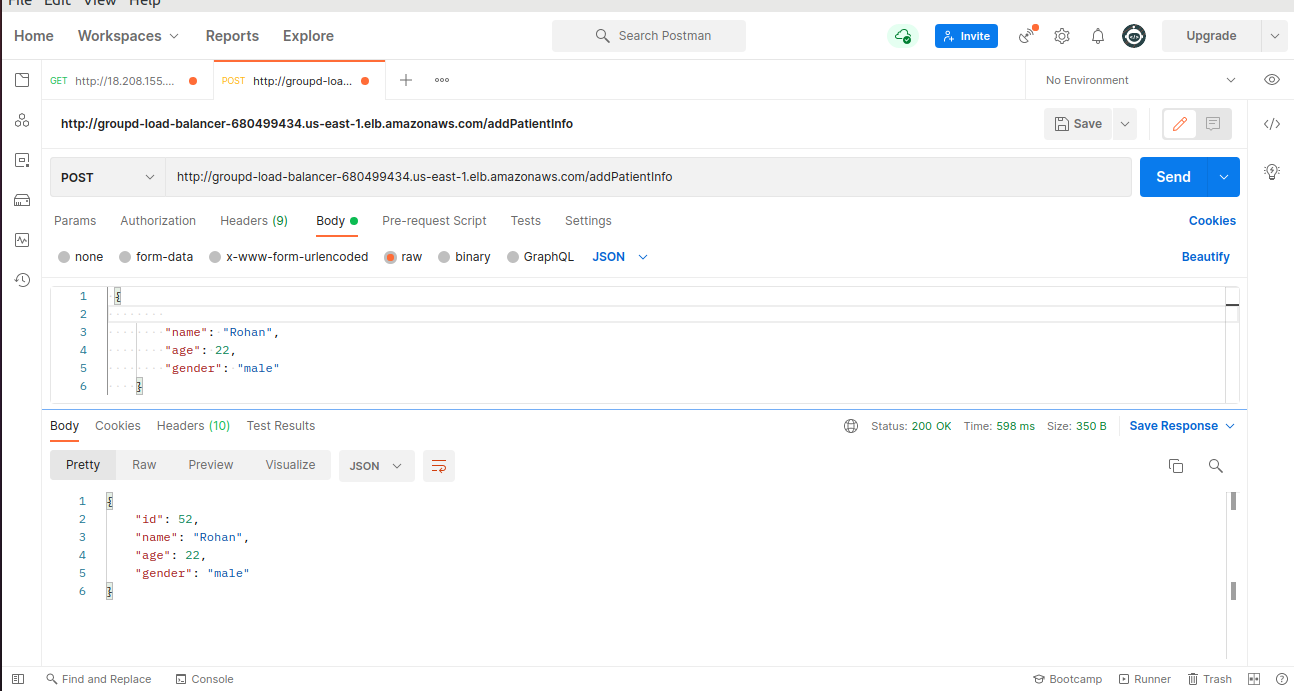 File Edit View Help
Home Workspaces Reports Explore Search Postman Invite Upgrade
GET http://18.208.155.... POST http://groupd-loa... No Environment
http://groupd-load-balancer-680499434.us-east-1.elb.amazonaws.com/addPatientInfo Save
POST http://groupd-load-balancer-680499434.us-east-1.elb.amazonaws.com/addPatientInfo Send
Params Authorization Headers (9) Body Pre-request Script Tests Settings Cookies
none form-data x-www-form-urlencoded raw binary GraphQL JSON Beautify
1 {
2
3 "name": "Rohan",
4 "age": 22,
5 "gender": "male"
6 }
Body Cookies Headers (10) Test Results Status: 200 OK Time: 598 ms Size: 350 B Save Response
Pretty Raw Preview Visualize JSON
1 {
2 "id": 52,
3 "name": "Rohan",
4 "age": 22,
5 "gender": "male"
6 }
Find and Replace Console Bootcamp Runner Trash